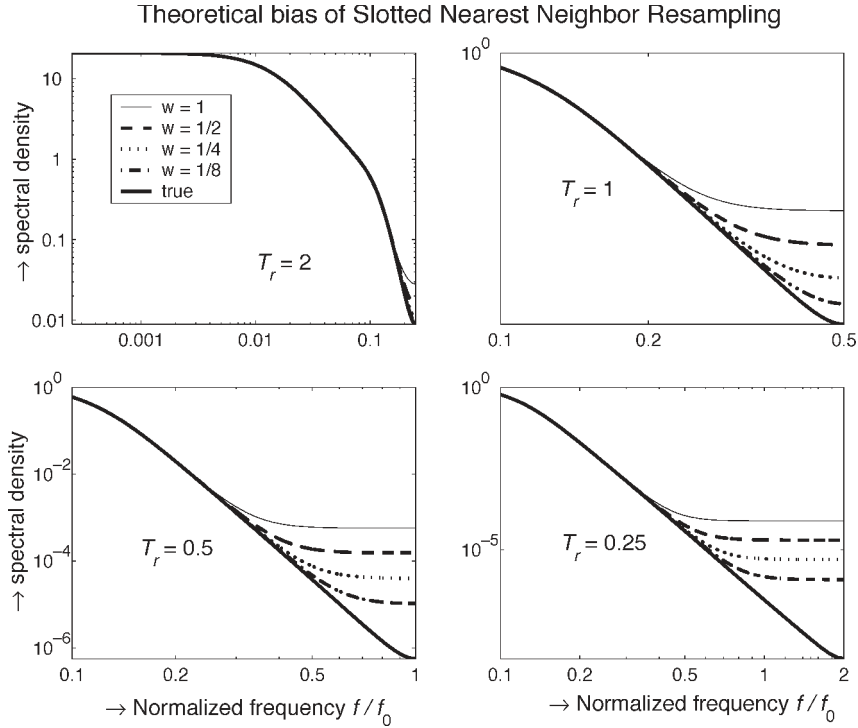 Theoretical bias of Slotted Nearest Neighbor Resampling
→ spectral density
10
1
0.1
0.01
w = 1
w = 1/2
w = 1/4
w = 1/8
true
T_r = 2
0.001
0.01
0.1
10^0
T_r = 1
0.1
0.2
0.5
→ spectral density
10^0
10^-2
10^-4
10^-6
T_r = 0.5
0.1
0.2
0.5
1
→ Normalized frequency f / f_0
10^0
10^-5
T_r = 0.25
0.1
0.2
0.5
1
2
→ Normalized frequency f / f_0